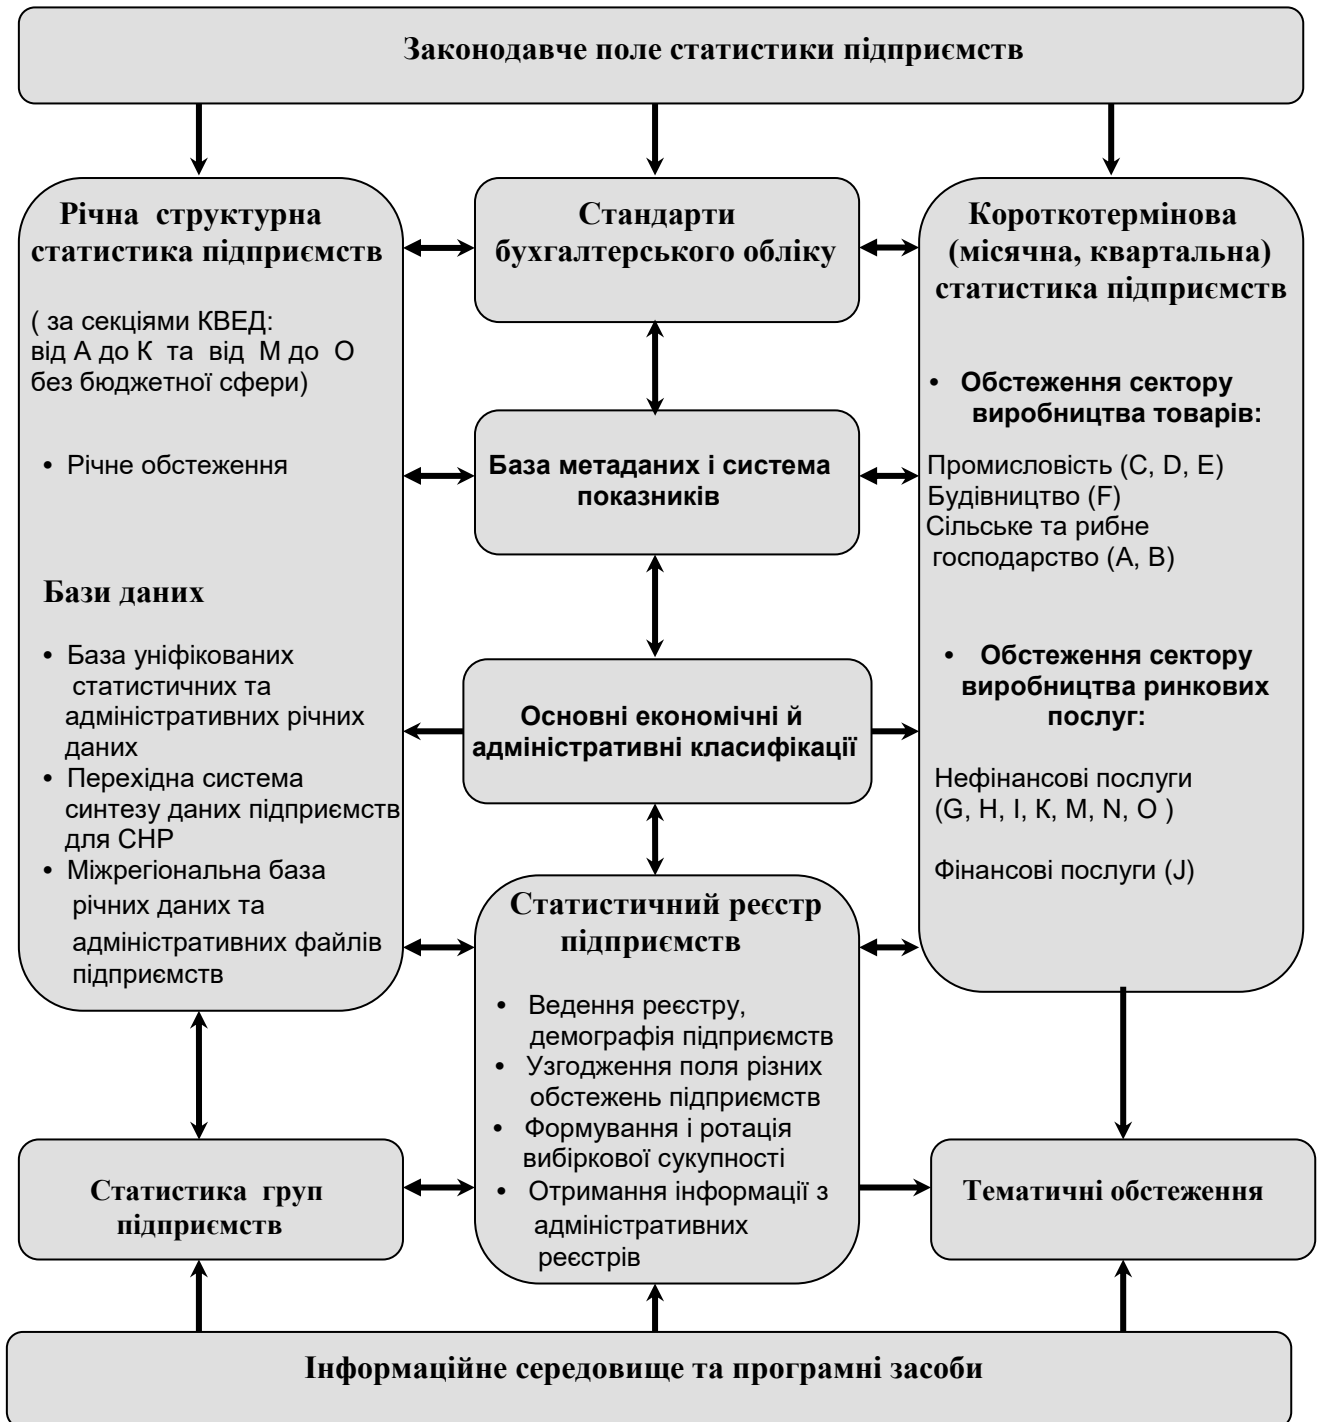 Законодавче поле статистики підприємств
Річна структурна
статистика підприємств
( за секціями КВЕД:
від А до К та від М до О
без бюджетної сфери)
• Річне обстеження
Бази даних
• База уніфікованих
статистичних та
адміністративних річних
даних
• Перехідна система
синтезу даних підприємств
для СНР
• Міжрегіональна база
річних даних та
адміністративних файлів
підприємств
Стандарти
бухгалтерського обліку
База метаданих і система
показників
Основні економічні й
адміністративні класифікації
Статистичний реєстр
підприємств
• Ведення реєстру,
демографія підприємств
• Узгодження поля різних
обстежень підприємств
• Формування і ротація
вибіркової сукупності
• Отримання інформації з
адміністративних
реєстрів
Короткотермінова
(місячна, квартальна)
статистика підприємств
• Обстеження сектору
виробництва товарів:
Промисловість (C, D, E)
Будівництво (F)
Сільське та рибне
господарство (А, В)
• Обстеження сектору
виробництва ринкових
послуг:
Нефінансові послуги
(G, H, I, К, M, N, O )
Фінансові послуги (J)
Статистика груп
підприємств
Тематичні обстеження
Інформаційне середовище та програмні засоби